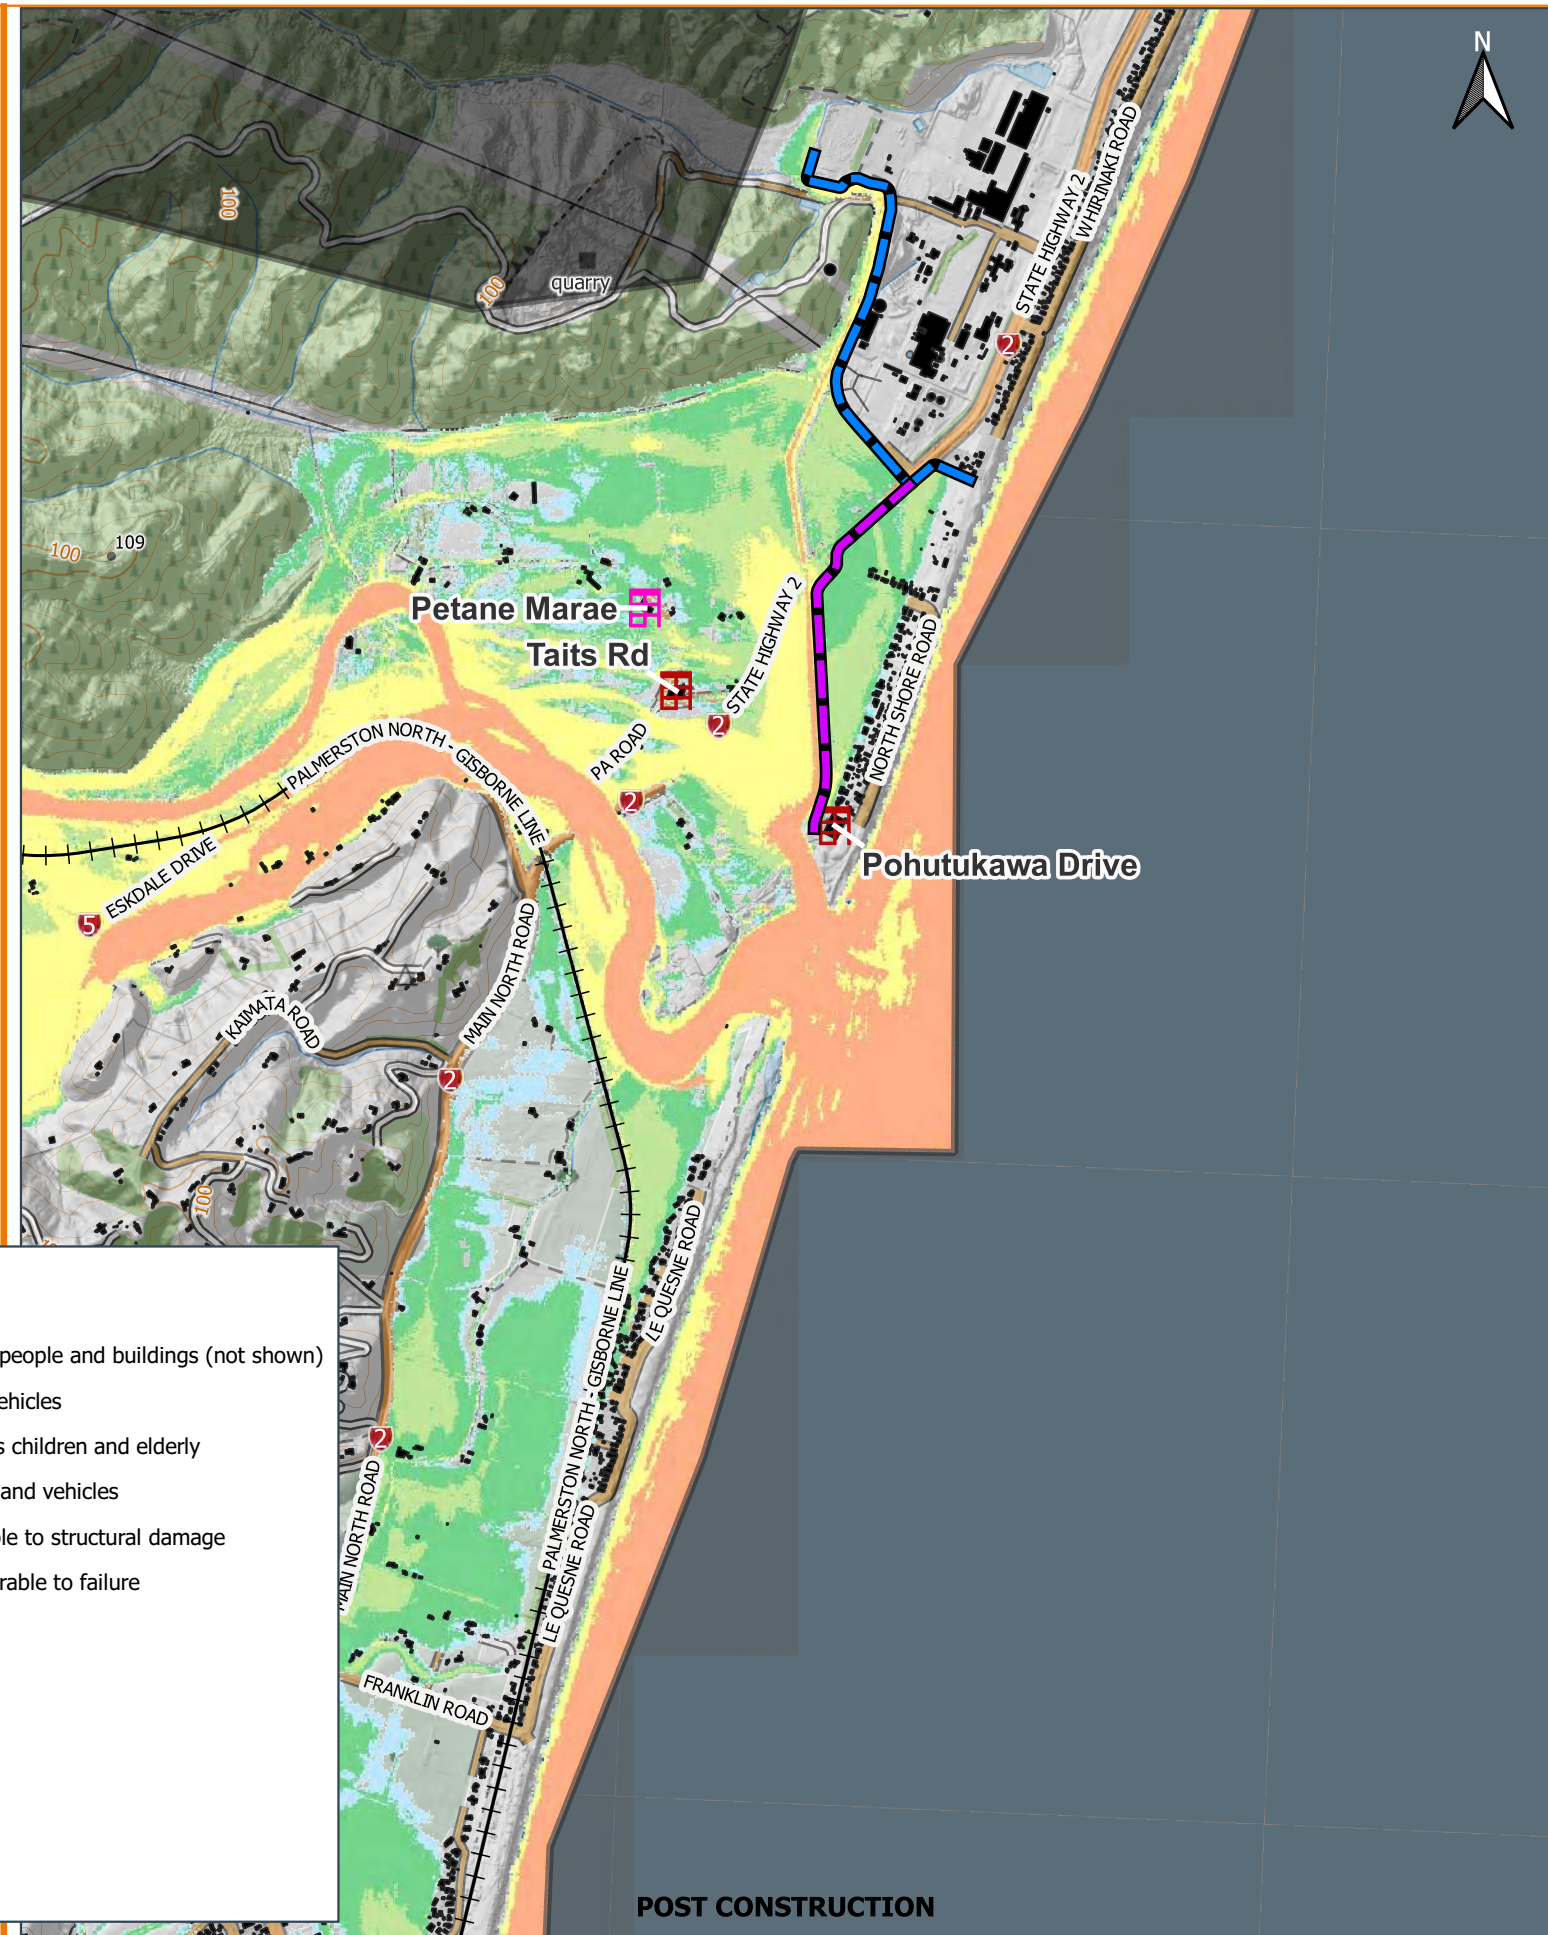 N
WHIRINAKI ROAD
STATE HIGHWAY 2
100
quarry
100
2
100
109
Petane Marae
Taits Rd
STATE HIGHWAY 2
2
NORTH SHORE ROAD
PALMERSTON NORTH - GISBORNE LINE
PA ROAD
2
Pohutukawa Drive
ESKDALE DRIVE
5
MAIN NORTH ROAD
KAIMATA ROAD
2
100
LE QUESNE ROAD
people and buildings (not shown)
ehicles
s children and elderly
and vehicles
le to structural damage
rable to failure
PALMERSTON NORTH - GISBORNE LINE
2
MAIN NORTH ROAD
LE QUESNE ROAD
FRANKLIN ROAD
POST CONSTRUCTION